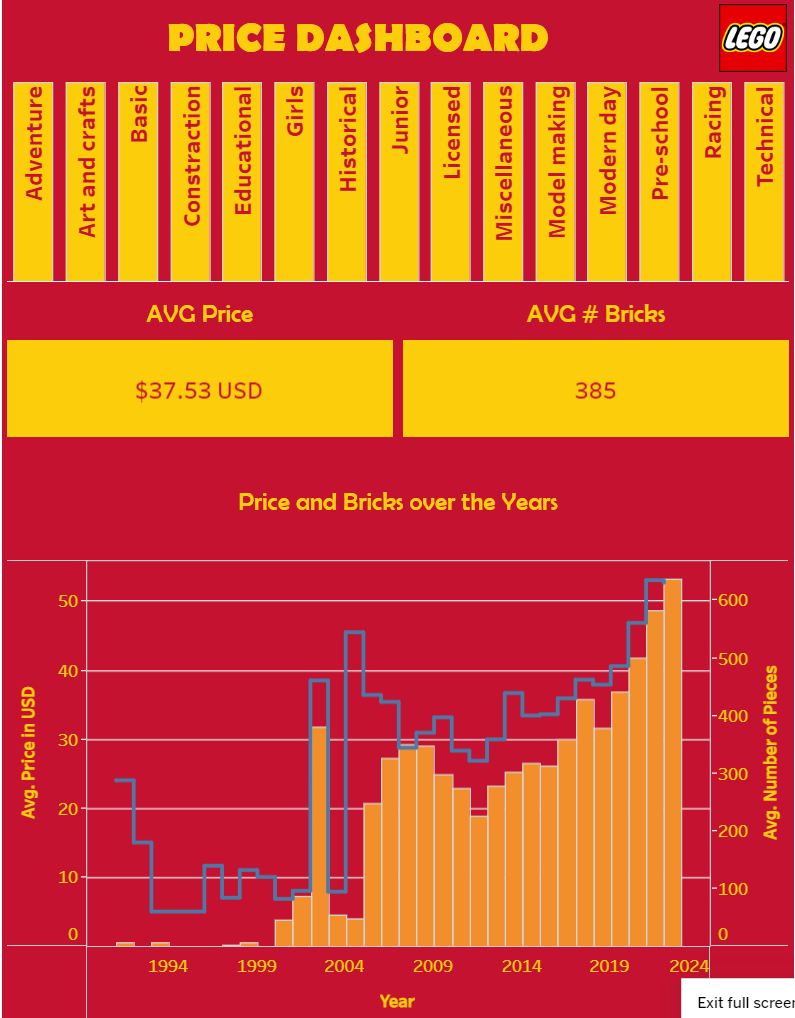 PRICE DASHBOARD
LEGO
Adventure
Art and crafts
Basic
Constraction
Educational
Girls
Historical
Junior
Licensed
Miscellaneous
Model making
Modern day
Pre-school
Racing
Technical
AVG Price
AVG # Bricks
$37.53 USD
385
Price and Bricks over the Years
Avg. Price in USD
50
40
30
20
10
0
600
500
400
300
200
100
0
Avg. Number of Pieces
1994 1999 2004 2009 2014 2019 2024
Year
Exit full screen